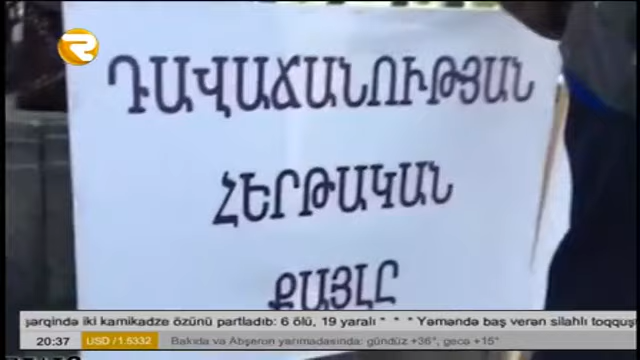 R
ԴԱՎԱՃԱՆՈՒԹՅԱՆ
ՀԵՐԹԱԿԱՆ
ՔԱՅԼԸ
şərqində iki kamikadze özünü partladıb: 6 ölü, 19 yaralı * * * Yəməndə baş verən silahlı toqquş
20:37 USD /1.5332 Bakıda və Abşeron yarımadasında: gündüz +36°, gecə +15°